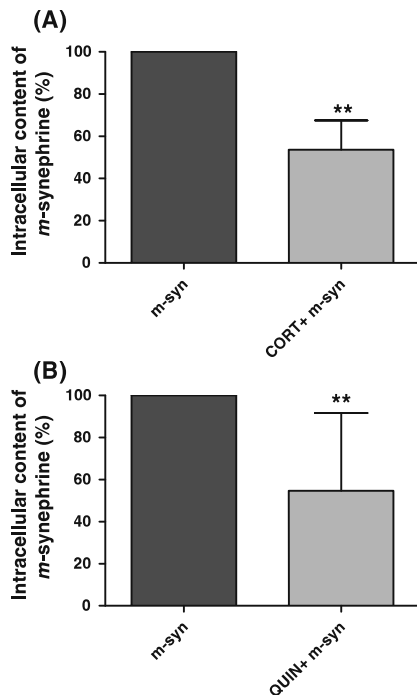 (A)
Intracellular content of
m-synephrine (%)
100
80
60
40
20
0
**
m-syn
CORT+ m-syn
(B)
Intracellular content of
m-synephrine (%)
100
80
60
40
20
0
**
m-syn
QUIN+ m-syn